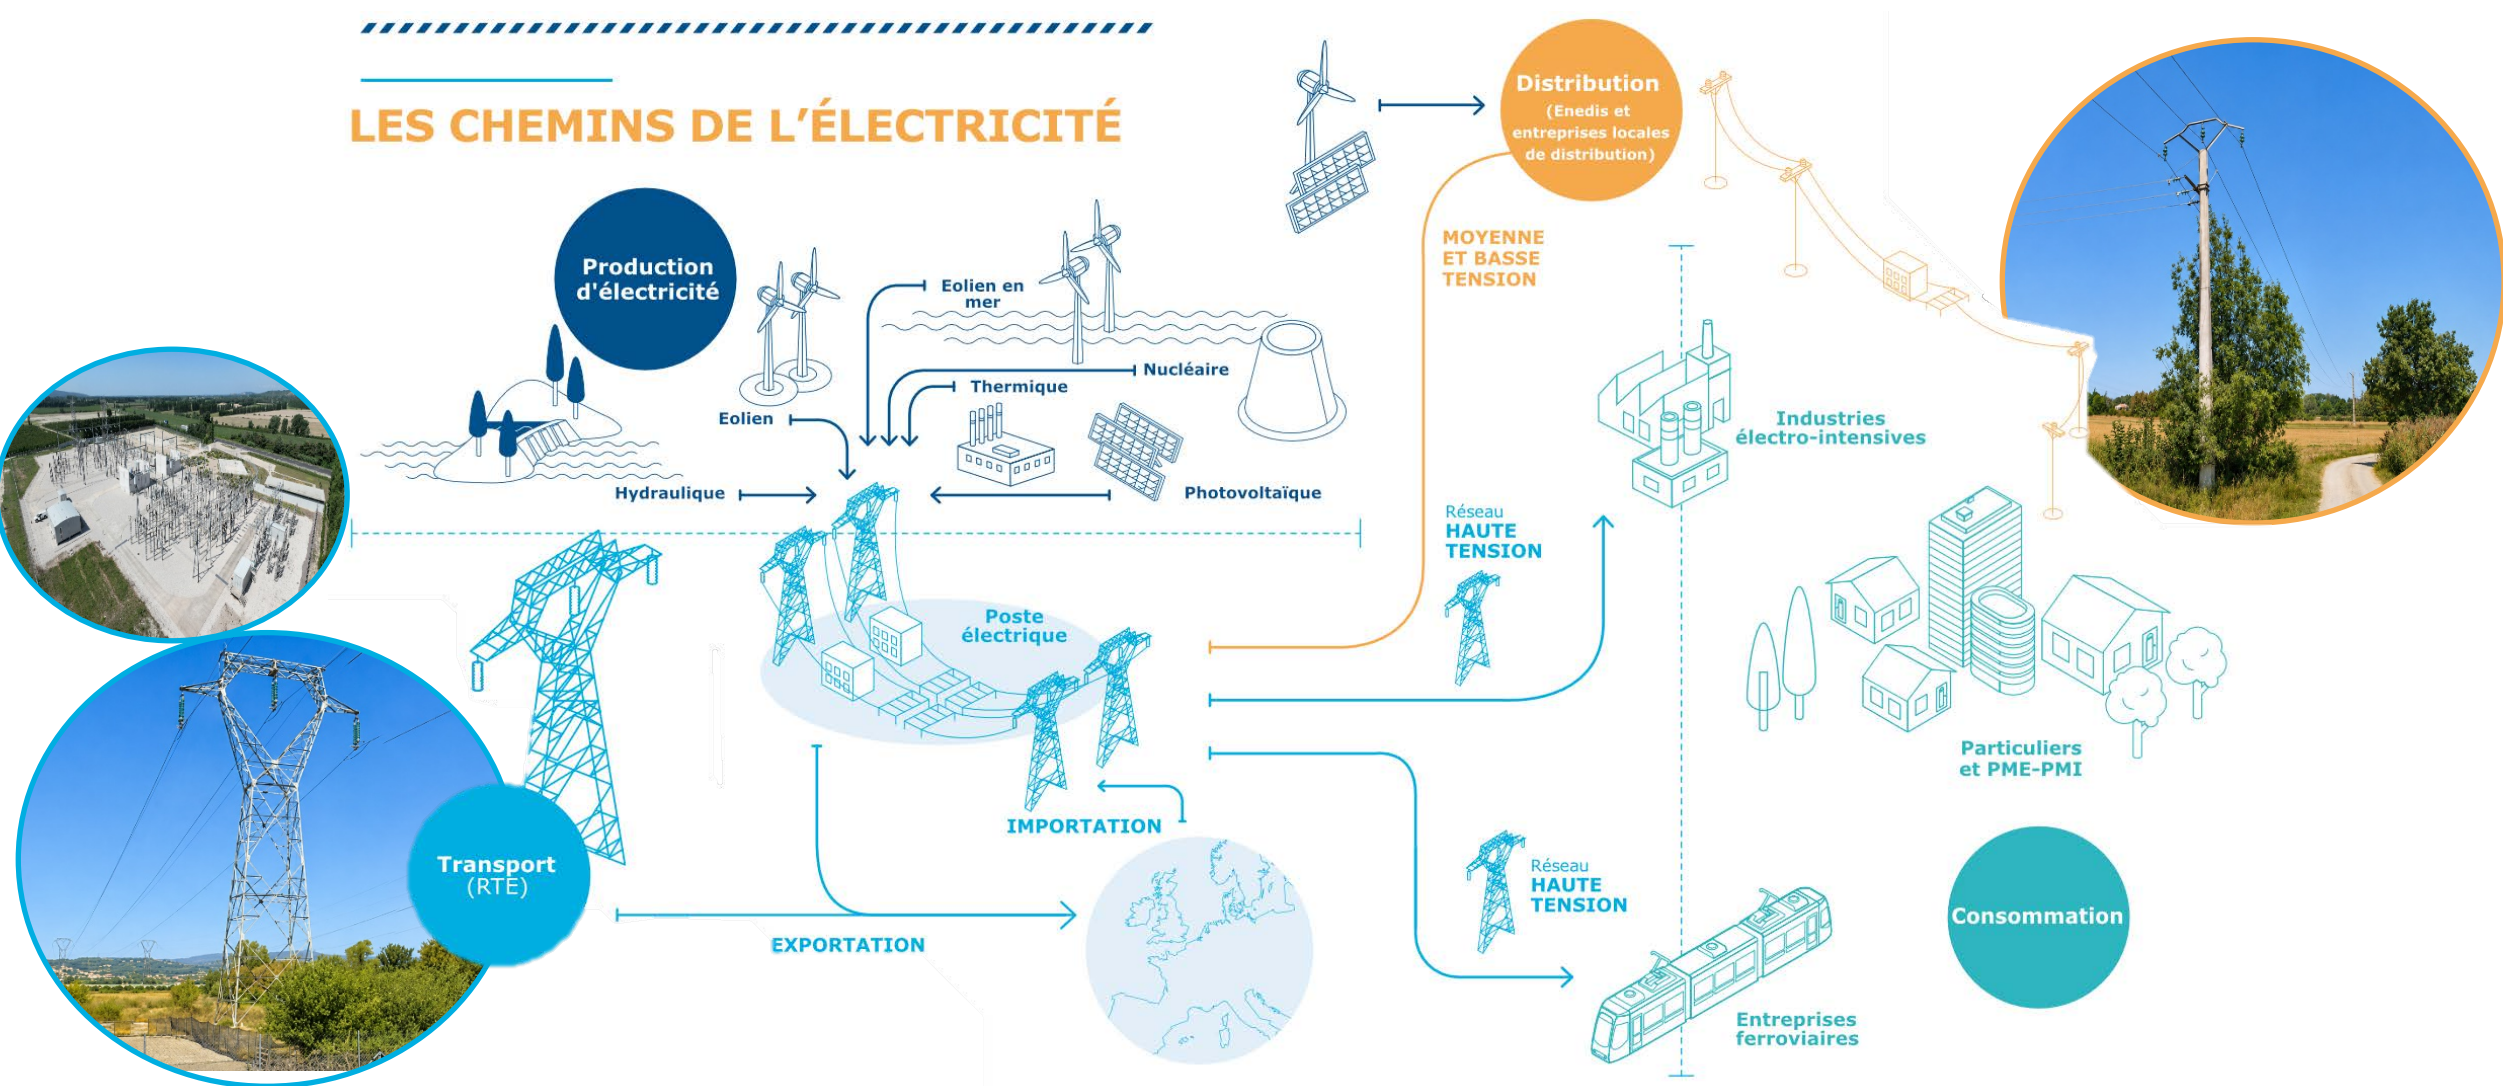 LES CHEMINS DE L'ÉLECTRICITÉ
Distribution
(Enedis et
entreprises locales
de distribution)
MOYENNE
ET BASSE
TENSION
Production
d'électricité
Eolien en
mer
Nucléaire
Thermique
Eolien
Hydraulique
Photovoltaïque
Industries
électro-intensives
Réseau
HAUTE
TENSION
Poste
électrique
Particuliers
et PME-PMI
IMPORTATION
Transport
(RTE)
EXPORTATION
Réseau
HAUTE
TENSION
Consommation
Entreprises
ferroviaires